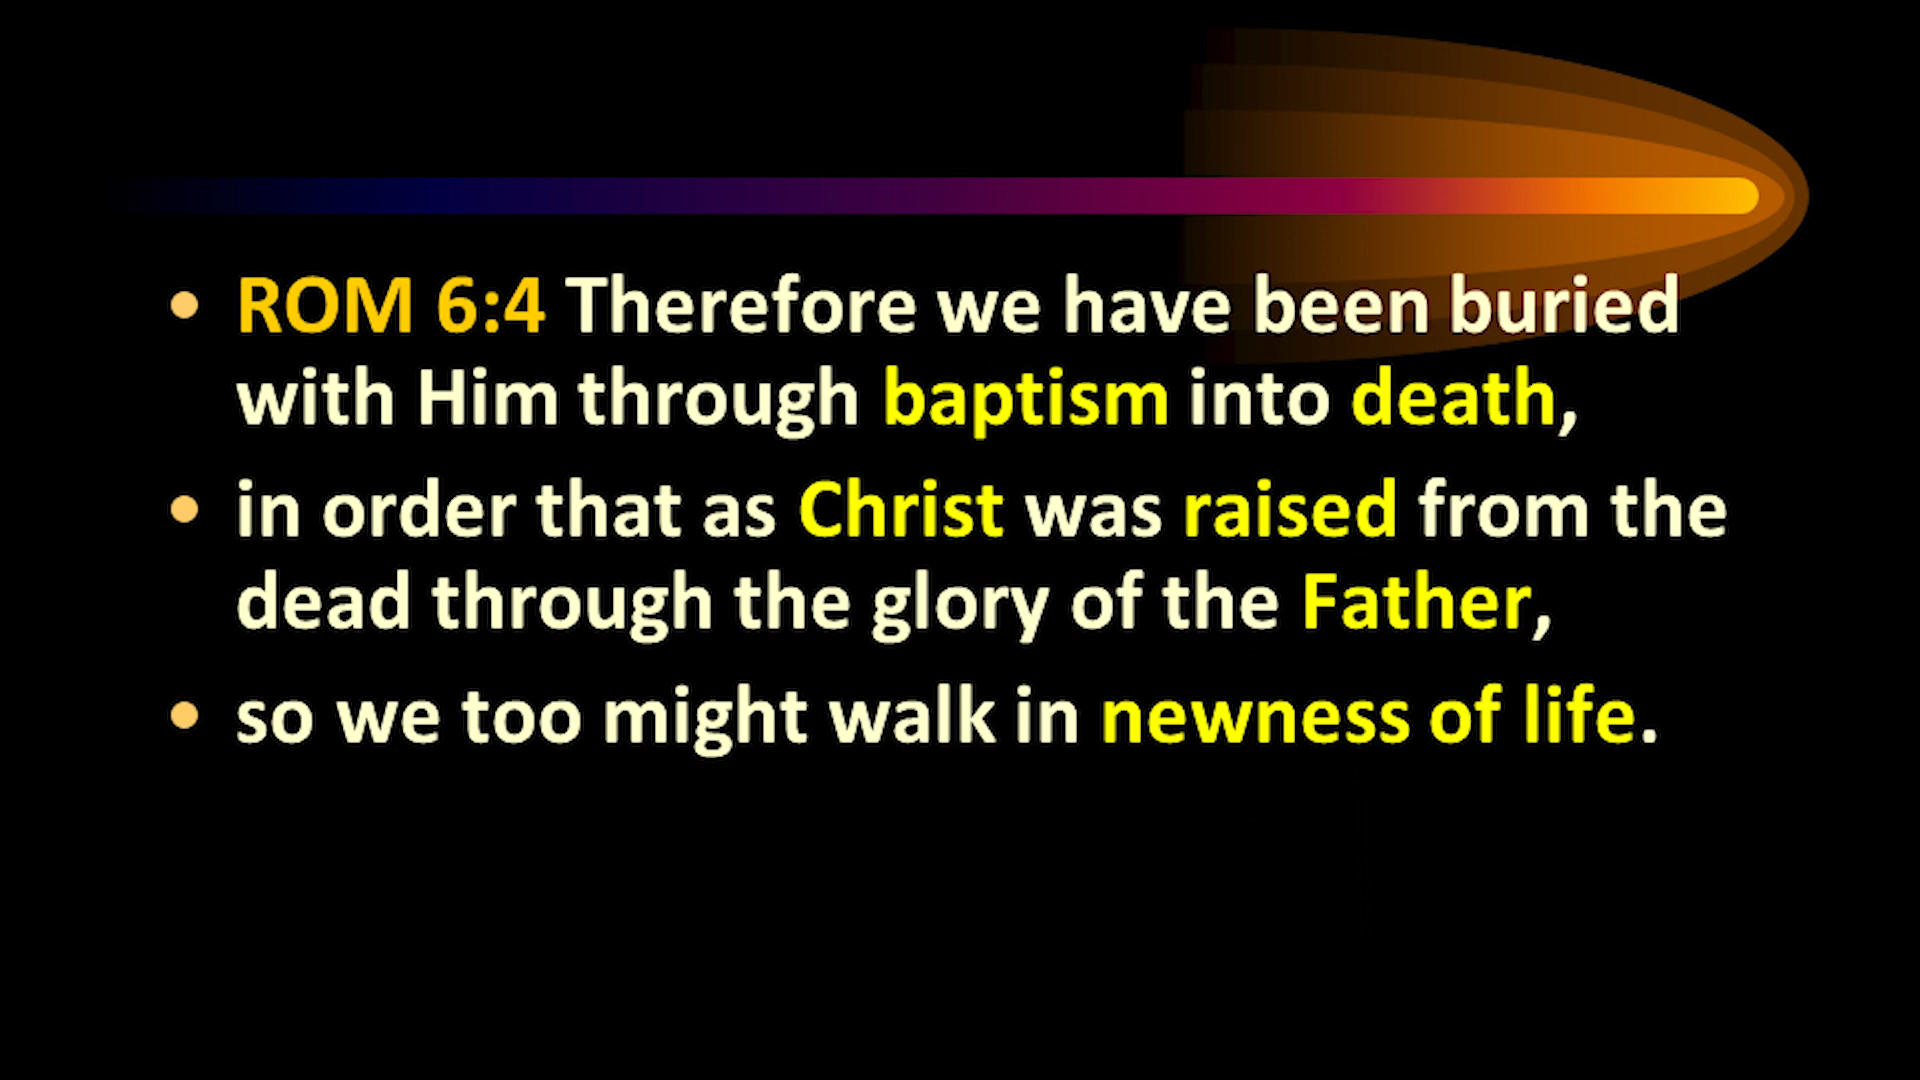 • ROM 6:4 Therefore we have been buried
with Him through baptism into death,
• in order that as Christ was raised from the
dead through the glory of the Father,
• so we too might walk in newness of life.